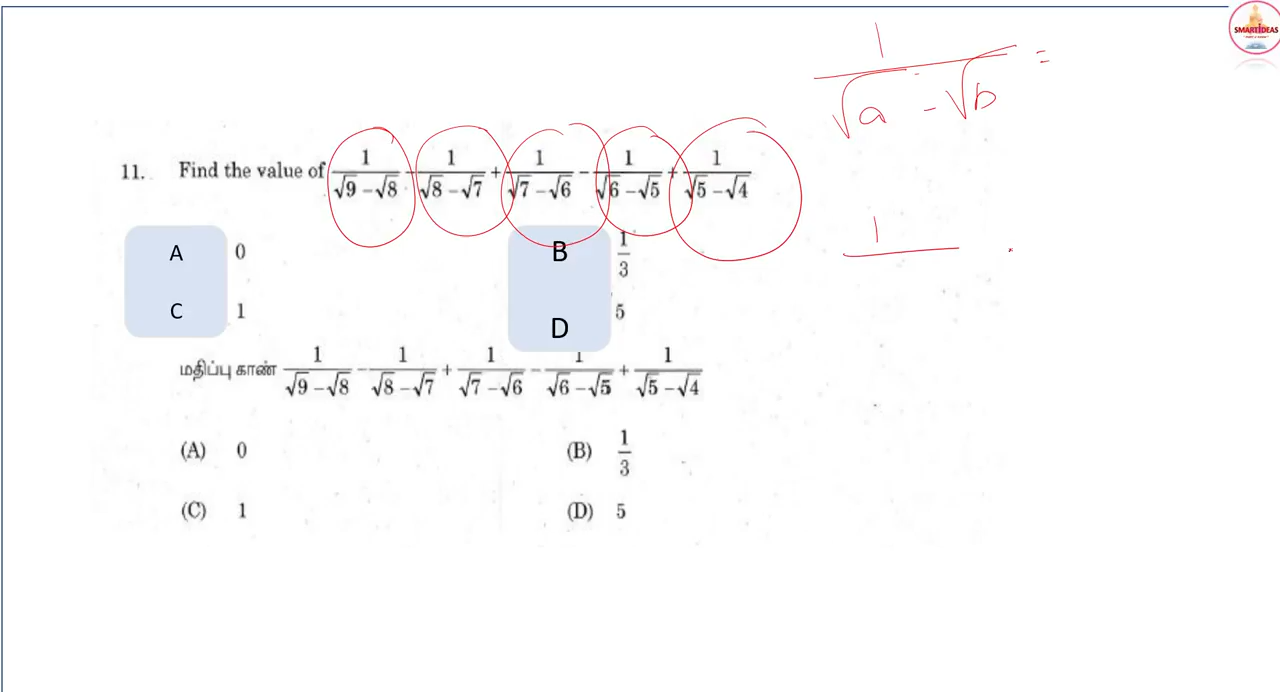 SMARTIDEAS
1/(√a - √b) =
11. Find the value of 1/(√9 - √8) - 1/(√8 - √7) + 1/(√7 - √6) - 1/(√6 - √5) + 1/(√5 - √4)
1
A 0 B 1/3
C 1 D 5
மதிப்பு காண் 1/(√9 - √8) - 1/(√8 - √7) + 1/(√7 - √6) - 1/(√6 - √5) + 1/(√5 - √4)
(A) 0 (B) 1/3
(C) 1 (D) 5